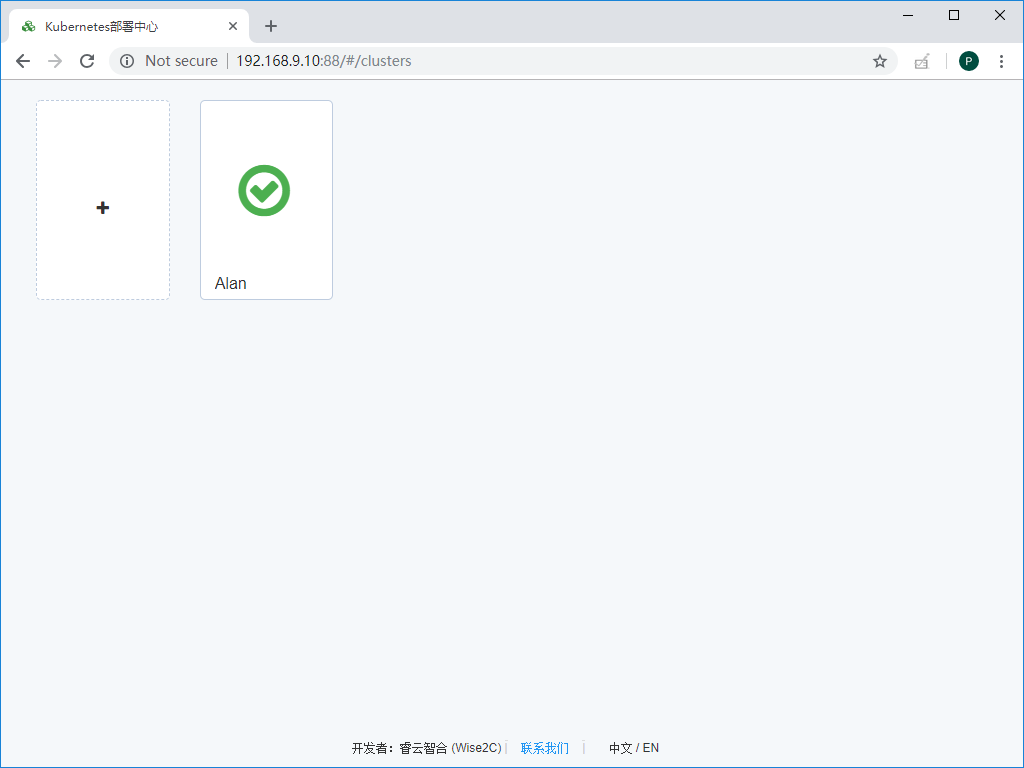 Kubernetes部署中心
Not secure 192.168.9.10:88/#/clusters
P
Alan
开发者：睿云智合 (Wise2C) | 联系我们 | 中文 / EN